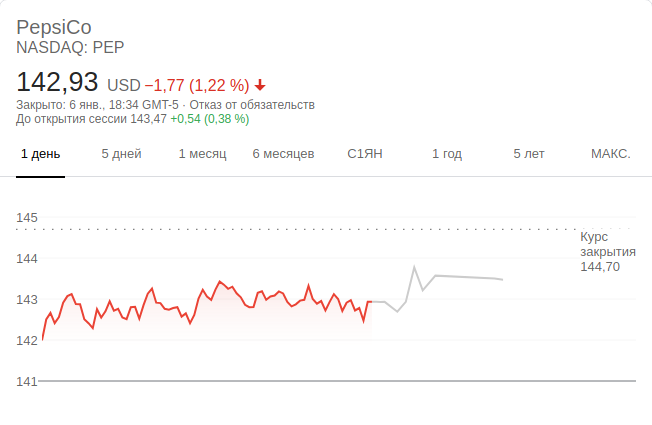 PepsiCo
NASDAQ: PEP
142,93 USD −1,77 (1,22 %)
Закрыто: 6 янв., 18:34 GMT-5 · Отказ от обязательств
До открытия сессии 143,47 +0,54 (0,38 %)
1 день 5 дней 1 месяц 6 месяцев С1ЯН 1 год 5 лет МАКС.
145
Курс
закрытия
144,70
144
143
142
141